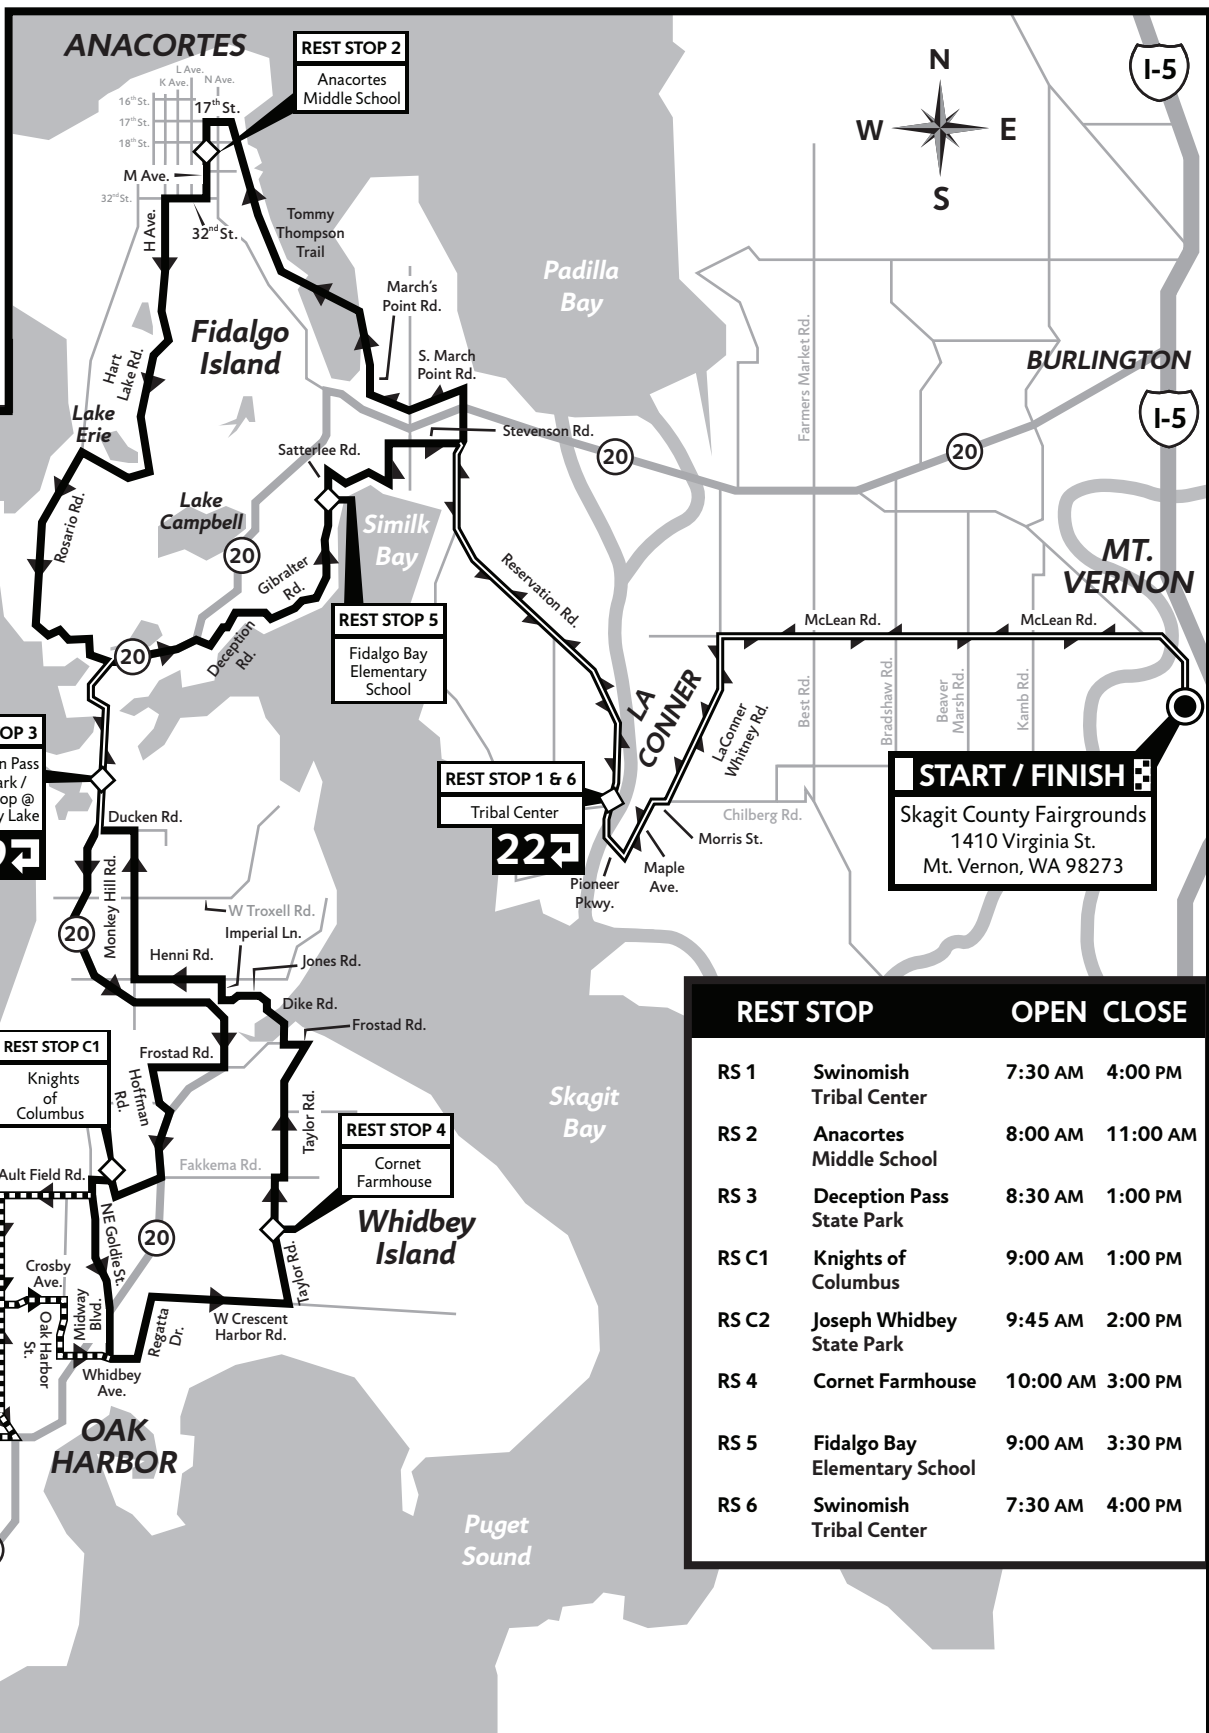 ANACORTES
REST STOP 2
Anacortes
Middle School
L Ave.
K Ave.
N Ave.
16th St.
17th St.
17th St.
18th St.
M Ave.
32nd St.
32nd St.
H Ave.
Tommy
Thompson
Trail
N
W
E
S
I-5
Padilla
Bay
March's
Point Rd.
Fidalgo
Island
S. March
Point Rd.
Hart
Lake Rd.
Farmers Market Rd.
BURLINGTON
I-5
Lake
Erie
Stevenson Rd.
Satterlee Rd.
20
20
Lake
Campbell
Rosario Rd.
Similk
Bay
20
Gibralter
Rd.
Reservation Rd.
MT.
VERNON
REST STOP 5
Fidalgo Bay
Elementary
School
McLean Rd.
McLean Rd.
20
Deception
Rd.
LA
CONNER
LaConner
Whitney Rd.
Best Rd.
Bradshaw Rd.
Beaver
Marsh Rd.
Kamb Rd.
OP 3
n Pass
ark /
op @
y Lake
REST STOP 1 & 6
Tribal Center
22
START / FINISH
Skagit County Fairgrounds
1410 Virginia St.
Mt. Vernon, WA 98273
Chilberg Rd.
Morris St.
Maple
Ave.
Pioneer
Pkwy.
Ducken Rd.
Monkey Hill Rd.
W Troxell Rd.
20
Imperial Ln.
Henni Rd.
Jones Rd.
Dike Rd.
Frostad Rd.
REST STOP C1
Knights
of
Columbus
Frostad Rd.
Hoffman
Rd.
Taylor Rd.
REST STOP 4
Cornet
Farmhouse
Skagit
Bay
Ault Field Rd.
Fakkema Rd.
NE Goldie St.
20
Whidbey
Island
Crosby
Ave.
Taylor Rd.
Midway
Blvd.
Oak Harbor
St.
Regatta
Dr.
W Crescent
Harbor Rd.
Whidbey
Ave.
OAK
HARBOR
Puget
Sound
REST STOP OPEN CLOSE
RS 1 Swinomish 7:30 AM 4:00 PM
Tribal Center
RS 2 Anacortes 8:00 AM 11:00 AM
Middle School
RS 3 Deception Pass 8:30 AM 1:00 PM
State Park
RS C1 Knights of 9:00 AM 1:00 PM
Columbus
RS C2 Joseph Whidbey 9:45 AM 2:00 PM
State Park
RS 4 Cornet Farmhouse 10:00 AM 3:00 PM
RS 5 Fidalgo Bay 9:00 AM 3:30 PM
Elementary School
RS 6 Swinomish 7:30 AM 4:00 PM
Tribal Center